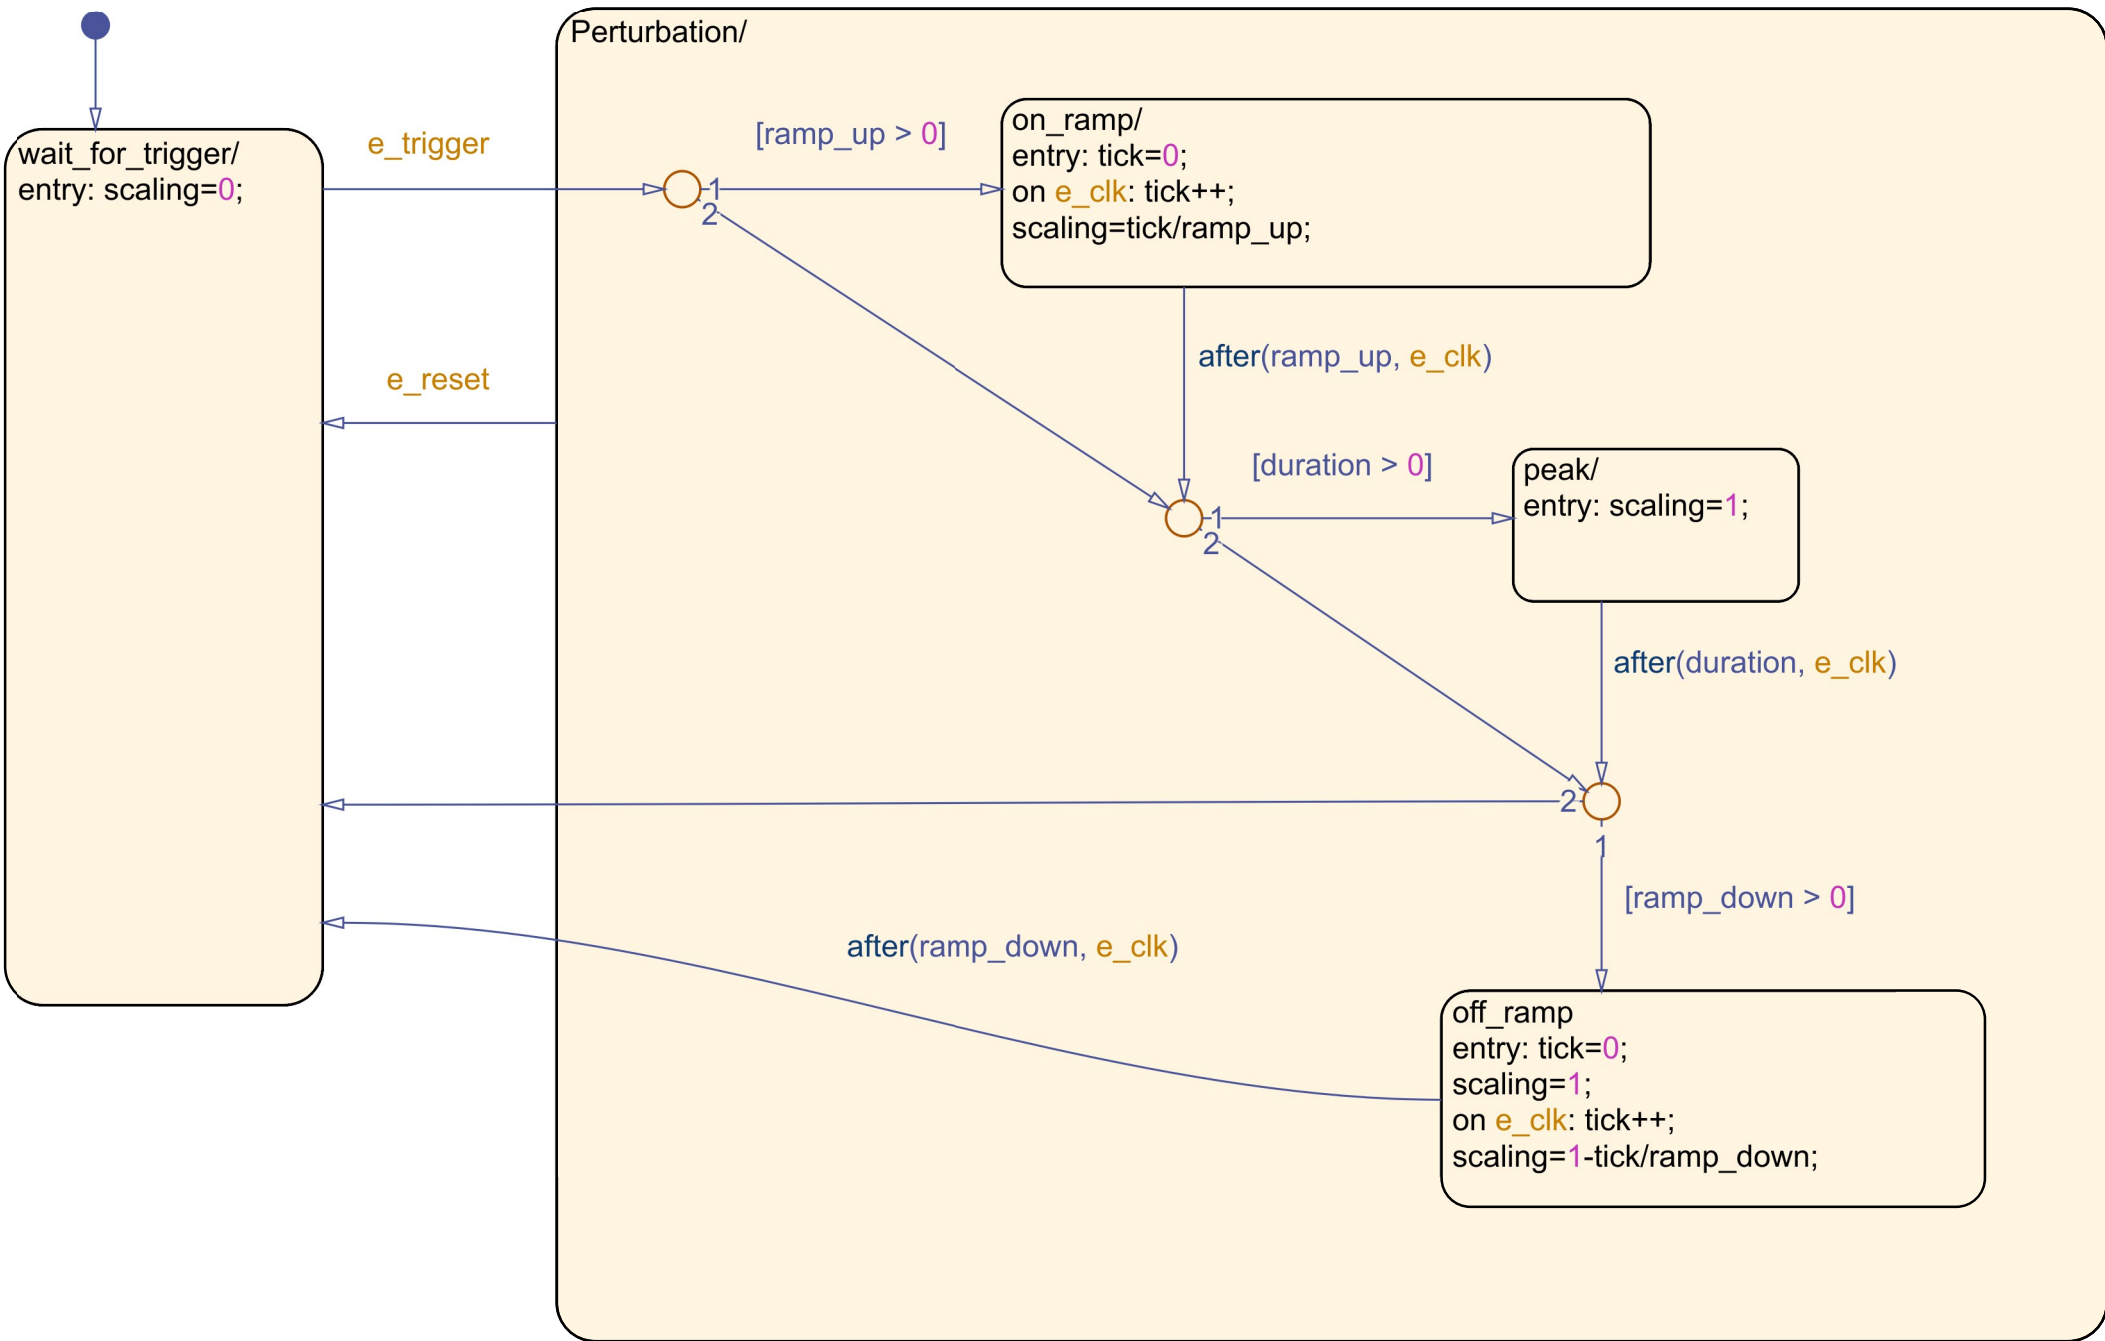 Perturbation/
wait_for_trigger/
entry: scaling=0;
e_trigger
[ramp_up > 0]
1
2
on_ramp/
entry: tick=0;
on e_clk: tick++;
scaling=tick/ramp_up;
e_reset
after(ramp_up, e_clk)
[duration > 0]
1
2
peak/
entry: scaling=1;
after(duration, e_clk)
2
1
[ramp_down > 0]
after(ramp_down, e_clk)
off_ramp
entry: tick=0;
scaling=1;
on e_clk: tick++;
scaling=1-tick/ramp_down;